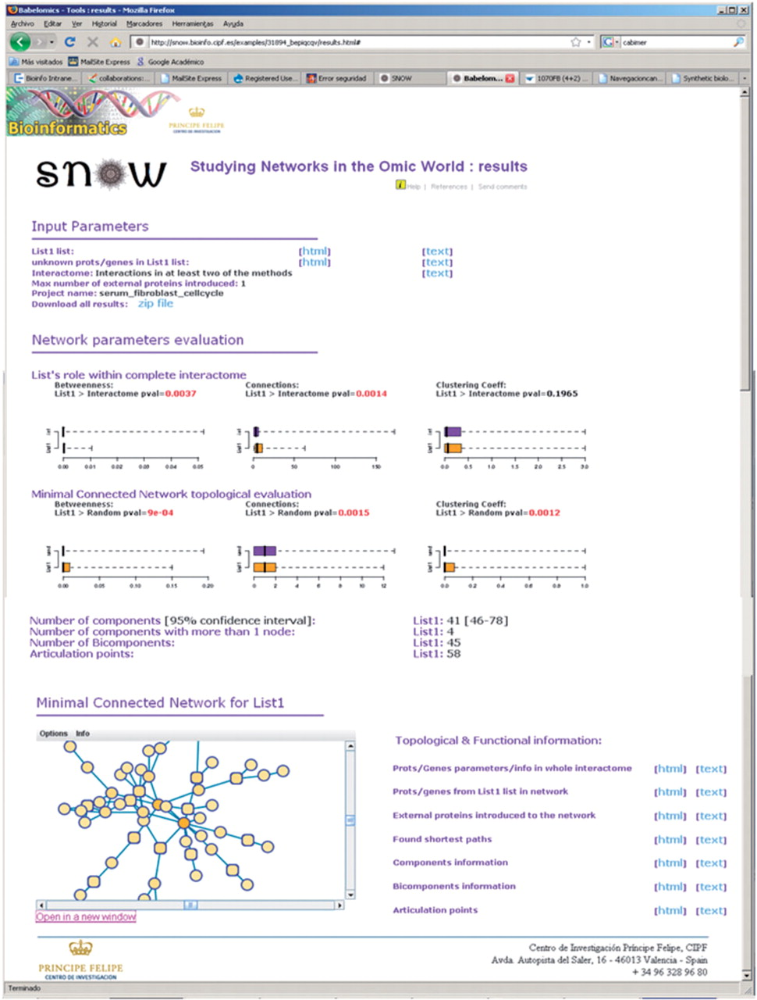 Babelomics - Tools : results - Mozilla Firefox
Archivo Editar Ver Historial Marcadores Herramientas Ayuda
http://snow.bioinfo.cipf.es/examples/31894_bepiqcqv/results.html#
cabimer
Más visitados MailSite Express Google Académico
Bioinfo Intrane... collaborations:... MailSite Express Registered Use... Error seguridad SNOW Babelom... 1070FB (4+2) ... Navegacioncan... Synthetic biolo...
Bioinformatics
PRINCIPE FELIPE
CENTRO DE INVESTIGACION
snow
Studying Networks in the Omic World : results
i Help | References | Send comments
Input Parameters
List1 list: [html] [text]
unknown prots/genes in List1 list: [html] [text]
Interactome: Interactions in at least two of the methods [text]
Max number of external proteins introduced: 1
Project name: serum_fibroblast_cellcycle
Download all results: zip file
Network parameters evaluation
List's role within complete interactome
Betweenness: Connections: Clustering Coeff:
List1 > Interactome pval=0.0037 List1 > Interactome pval=0.0014 List1 > Interactome pval=0.1965
int int int
List1 List1 List1
0.00 0.01 0.02 0.03 0.04 0.05 0 50 100 150 0.0 0.5 1.0 1.5 2.0 2.5 3.0
Minimal Connected Network topological evaluation
Betweenness: Connections: Clustering Coeff:
List1 > Random pval=9e-04 List1 > Random pval=0.0015 List1 > Random pval=0.0012
List1 List1 List1
0.00 0.05 0.10 0.15 0.20 0 2 4 6 8 10 12 0.0 0.2 0.4 0.6 0.8 1.0
Number of components [95% confidence interval]: List1: 41 [46-78]
Number of components with more than 1 node: List1: 4
Number of Bicomponents: List1: 45
Articulation points: List1: 58
Minimal Connected Network for List1
Options Info
Open in a new window
Topological & Functional information:
Prots/Genes parameters/info in whole interactome [html] [text]
Prots/genes from List1 list in network [html] [text]
External proteins introduced to the network [html] [text]
Found shortest paths [html] [text]
Components information [html] [text]
Bicomponents information [html] [text]
Articulation points [html] [text]
PRINCIPE FELIPE
CENTRO DE INVESTIGACION
Centro de Investigación Príncipe Felipe, CIPF
Avda. Autopista del Saler, 16 - 46013 Valencia - Spain
+ 34 96 328 96 80
Terminado